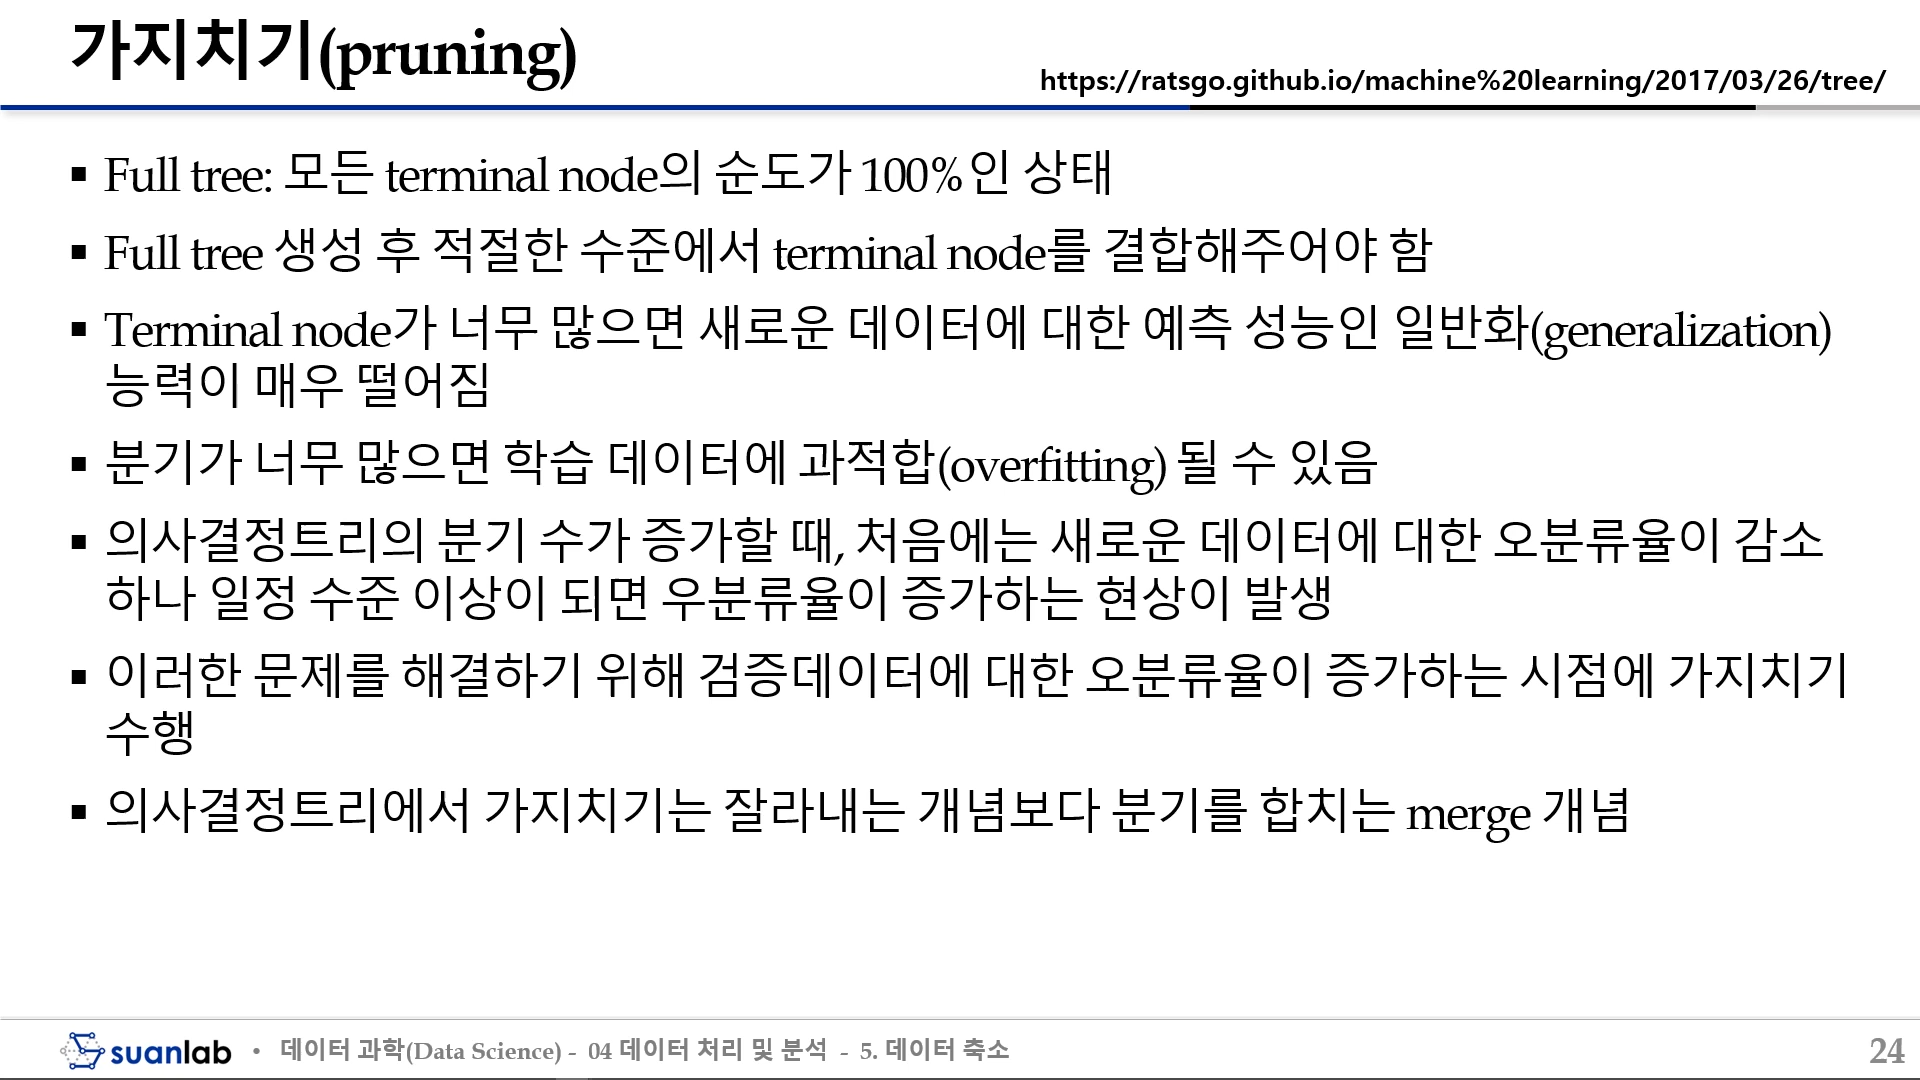 가지치기(pruning)
https://ratsgo.github.io/machine%20learning/2017/03/26/tree/
▪ Full tree: 모든 terminal node의 순도가 100%인 상태
▪ Full tree 생성 후 적절한 수준에서 terminal node를 결합해주어야 함
▪ Terminal node가 너무 많으면 새로운 데이터에 대한 예측 성능인 일반화(generalization)
능력이 매우 떨어짐
▪ 분기가 너무 많으면 학습 데이터에 과적합(overfitting) 될 수 있음
▪ 의사결정트리의 분기 수가 증가할 때, 처음에는 새로운 데이터에 대한 오분류율이 감소
하나 일정 수준 이상이 되면 우분류율이 증가하는 현상이 발생
▪ 이러한 문제를 해결하기 위해 검증데이터에 대한 오분류율이 증가하는 시점에 가지치기
수행
▪ 의사결정트리에서 가지치기는 잘라내는 개념보다 분기를 합치는 merge 개념
suanlab • 데이터 과학(Data Science) - 04 데이터 처리 및 분석 - 5. 데이터 축소
24